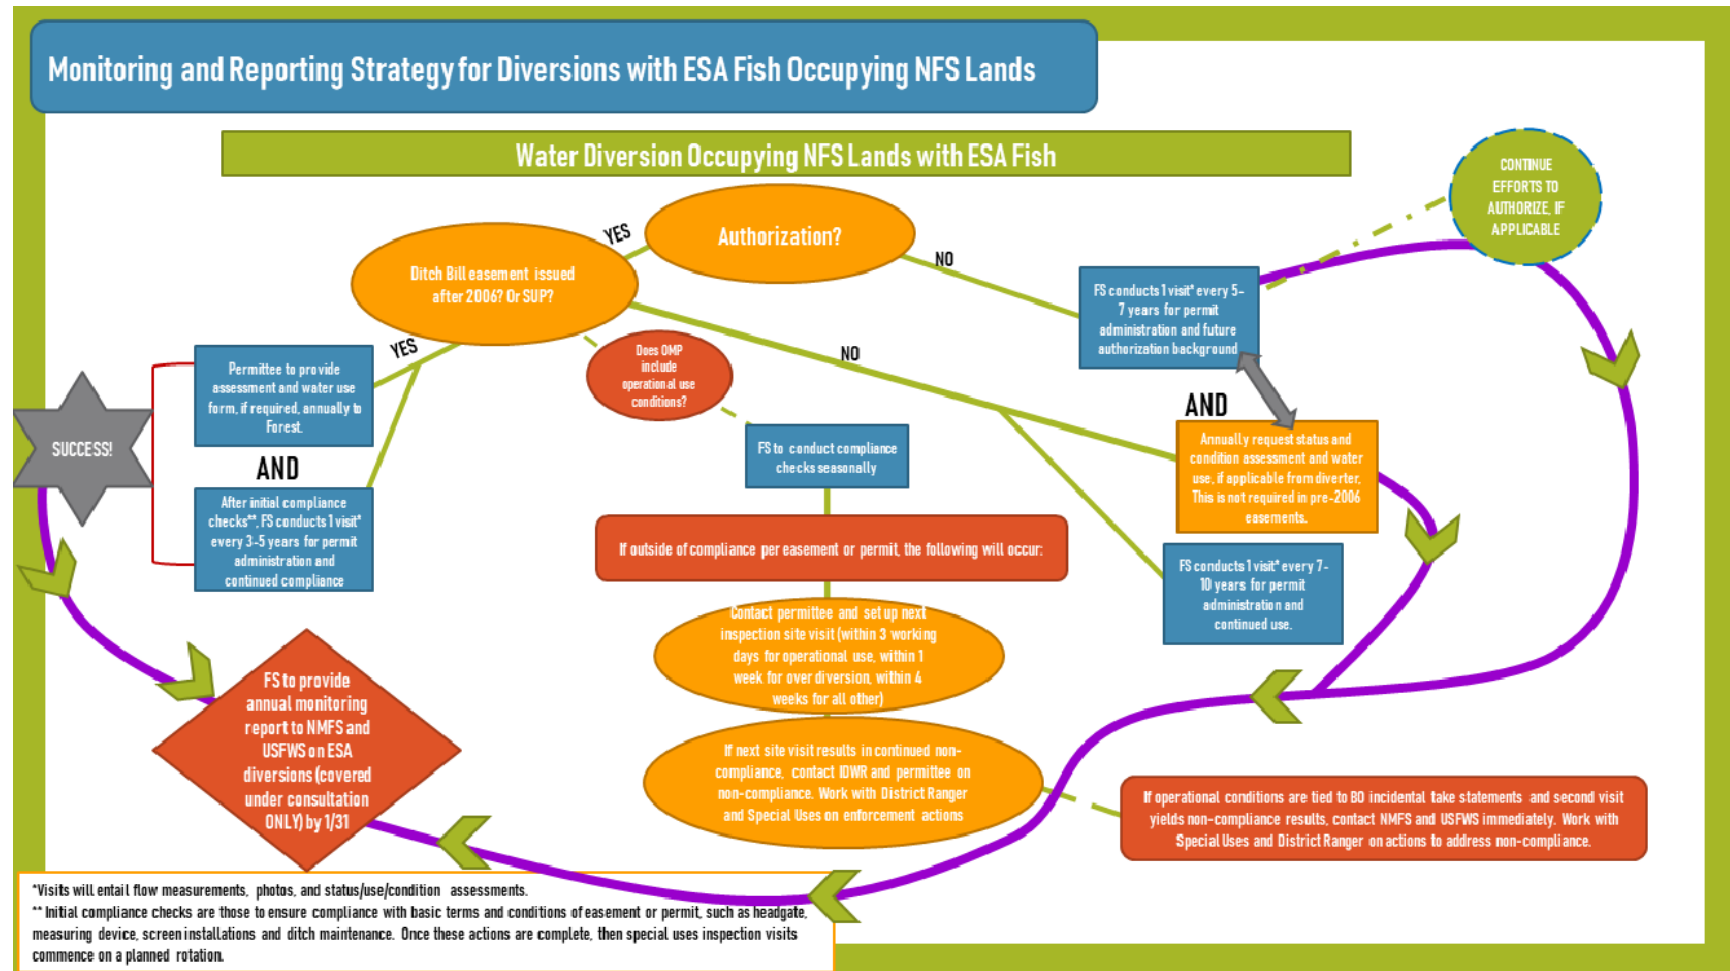 Monitoring and Reporting Strategy for Diversions with ESA Fish Occupying NFS Lands
Water Diversion Occupying NFS Lands with ESA Fish
CONTINUE
EFFORTS TO
AUTHORIZE, IF
APPLICABLE
Authorization?
YES
NO
Ditch Bill easement issued
after 2006? Or SUP?
FS conducts 1 visit* every 5-
7 years for permit
administration and future
authorization background
YES
Does OMP
include
operational use
conditions?
NO
Permittee to provide
assessment and water use
form, if required, annually to
Forest.
SUCCESS!
AND
After initial compliance
checks**, FS conducts 1 visit*
every 3-5 years for permit
administration and
continued compliance
FS to conduct compliance
checks seasonally
AND
Annually request status and
condition assessment and water
use, if applicable from diverter.
This is not required in pre-2006
easements.
If outside of compliance per easement or permit, the following will occur:
FS conducts 1 visit* every 7-
10 years for permit
administration and
continued use.
Contact permittee and set up next
inspection site visit (within 3 working
days for operational use, within 1
week for over diversion, within 4
weeks for all other)
FS to provide
annual monitoring
report to NMFS and
USFWS on ESA
diversions (covered
under consultation
ONLY) by 1/31
If next site visit results in continued non-
compliance, contact IDWR and permittee on
non-compliance. Work with District Ranger
and Special Uses on enforcement actions
If operational conditions are tied to BO incidental take statements and second visit
yields non-compliance results, contact NMFS and USFWS immediately. Work with
Special Uses and District Ranger on actions to address non-compliance.
*Visits will entail flow measurements, photos, and status/use/condition assessments.
** Initial compliance checks are those to ensure compliance with basic terms and conditions of easement or permit, such as headgate,
measuring device, screen installations and ditch maintenance. Once these actions are complete, then special uses inspection visits
commence on a planned rotation.